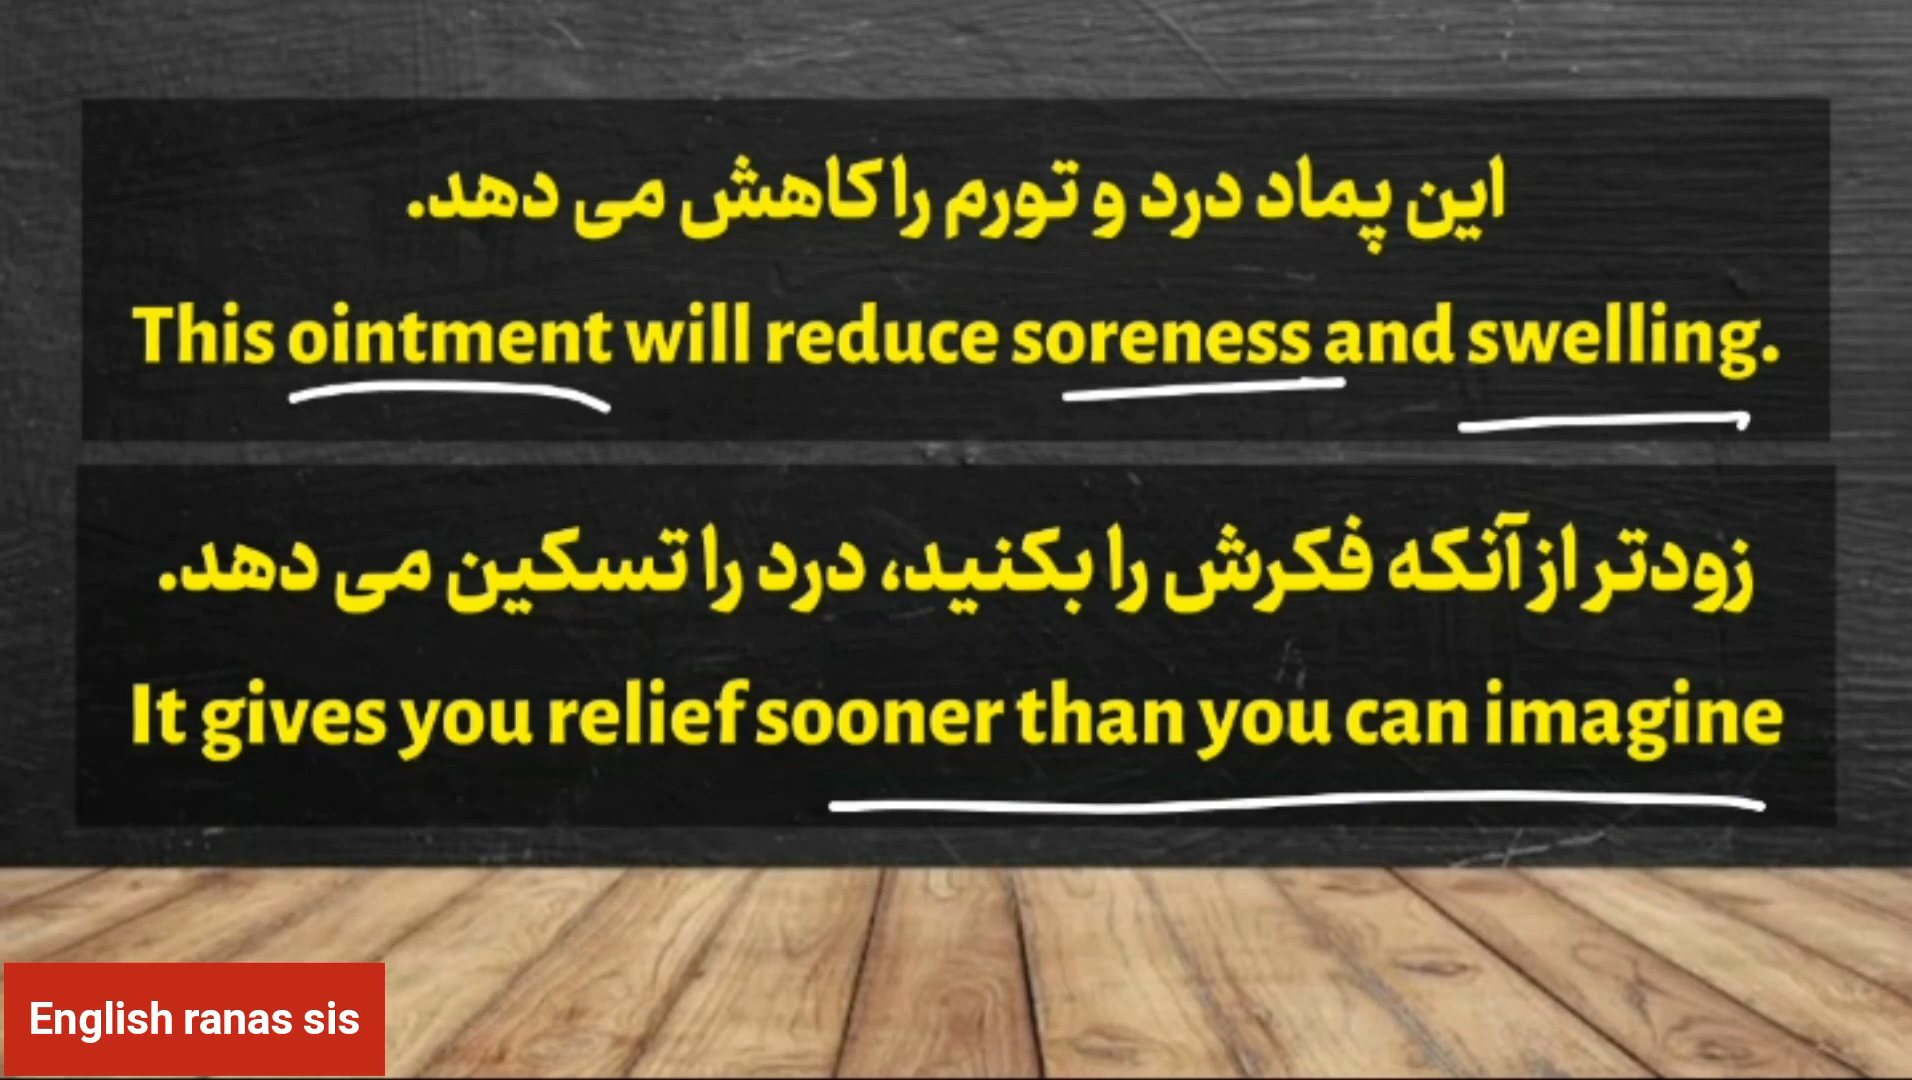 این پماد درد و تورم را کاهش می دهد.
This ointment will reduce soreness and swelling.
زودتر از آنکه فکرش را بکنید، درد را تسکین می دهد.
It gives you relief sooner than you can imagine
English ranas sis